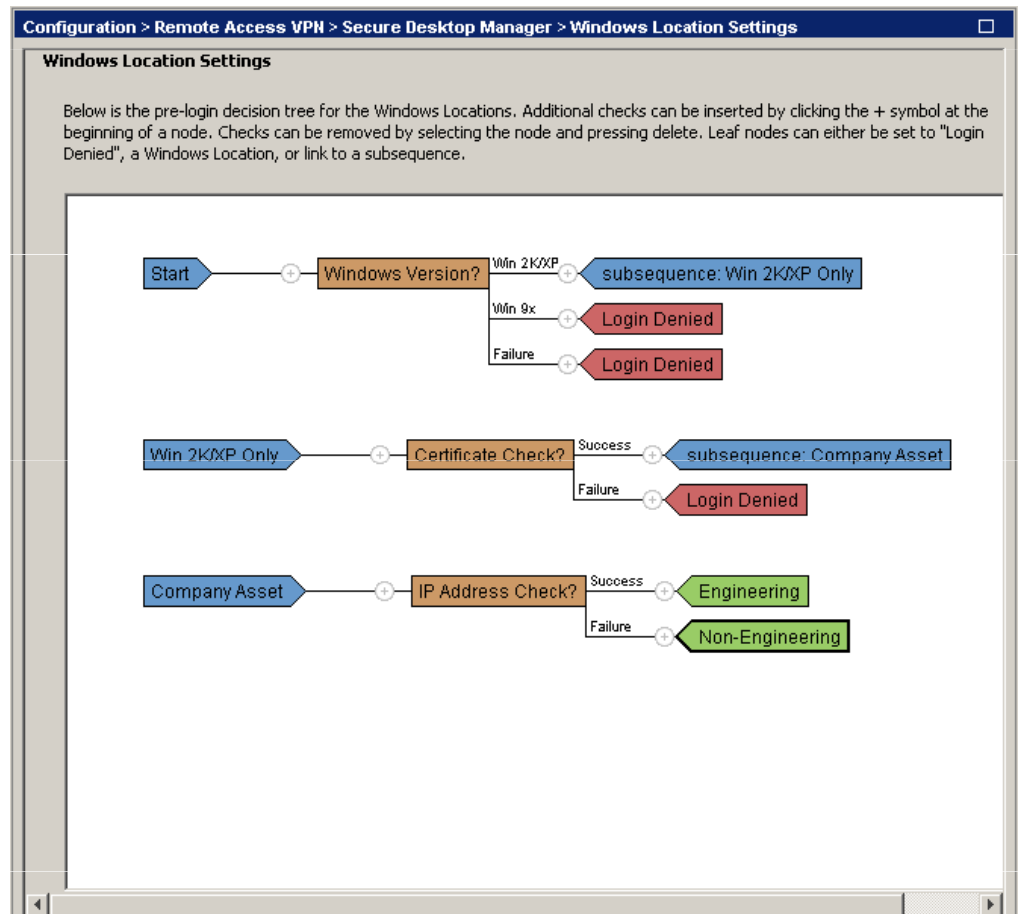 Configuration > Remote Access VPN > Secure Desktop Manager > Windows Location Settings
Windows Location Settings
Below is the pre-login decision tree for the Windows Locations. Additional checks can be inserted by clicking the + symbol at the
beginning of a node. Checks can be removed by selecting the node and pressing delete. Leaf nodes can either be set to "Login
Denied", a Windows Location, or link to a subsequence.
Start
Windows Version?
Win 2K/XP
subsequence: Win 2K/XP Only
Win 9x
Login Denied
Failure
Login Denied
Win 2K/XP Only
Certificate Check?
Success
subsequence: Company Asset
Failure
Login Denied
Company Asset
IP Address Check?
Success
Engineering
Failure
Non-Engineering